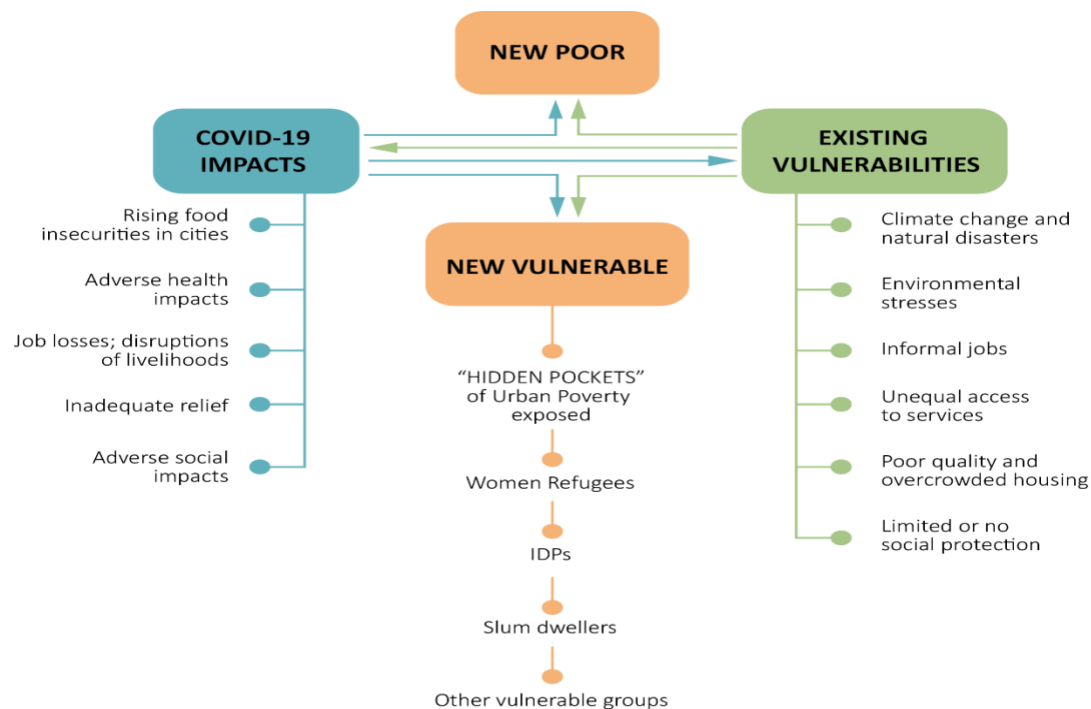 NEW POOR
COVID-19
IMPACTS
Rising food
insecurities in cities
Adverse health
impacts
Job losses; disruptions
of livelihoods
Inadequate relief
Adverse social
impacts
NEW VULNERABLE
“HIDDEN POCKETS”
of Urban Poverty
exposed
Women Refugees
IDPs
Slum dwellers
Other vulnerable groups
EXISTING
VULNERABILITIES
Climate change and
natural disasters
Environmental
stresses
Informal jobs
Unequal access
to services
Poor quality and
overcrowded housing
Limited or no
social protection